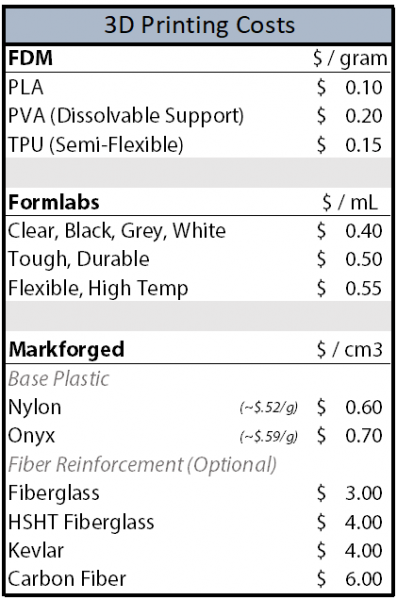 3D Printing Costs
FDM $ / gram
PLA $ 0.10
PVA (Dissolvable Support) $ 0.20
TPU (Semi-Flexible) $ 0.15
Formlabs $ / mL
Clear, Black, Grey, White $ 0.40
Tough, Durable $ 0.50
Flexible, High Temp $ 0.55
Markforged $ / cm3
Base Plastic
Nylon (~$.52/g) $ 0.60
Onyx (~$.59/g) $ 0.70
Fiber Reinforcement (Optional)
Fiberglass $ 3.00
HSHT Fiberglass $ 4.00
Kevlar $ 4.00
Carbon Fiber $ 6.00